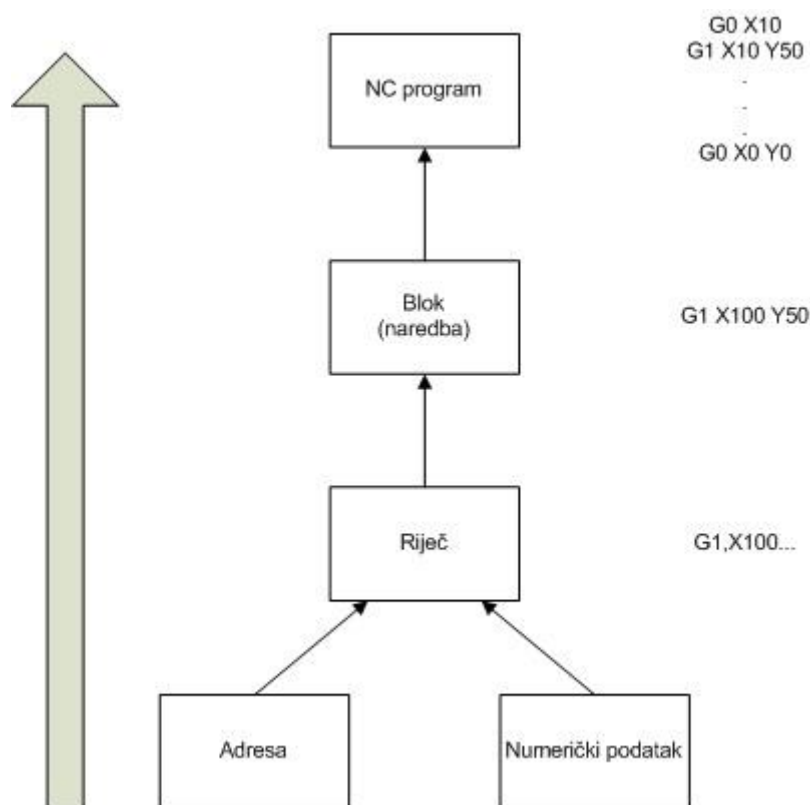 G0 X10
NC program
G1 X10 Y50
.
.
.
G0 X0 Y0
Blok
(naredba)
G1 X100 Y50
Riječ
G1,X100...
Adresa
Numerički podatak